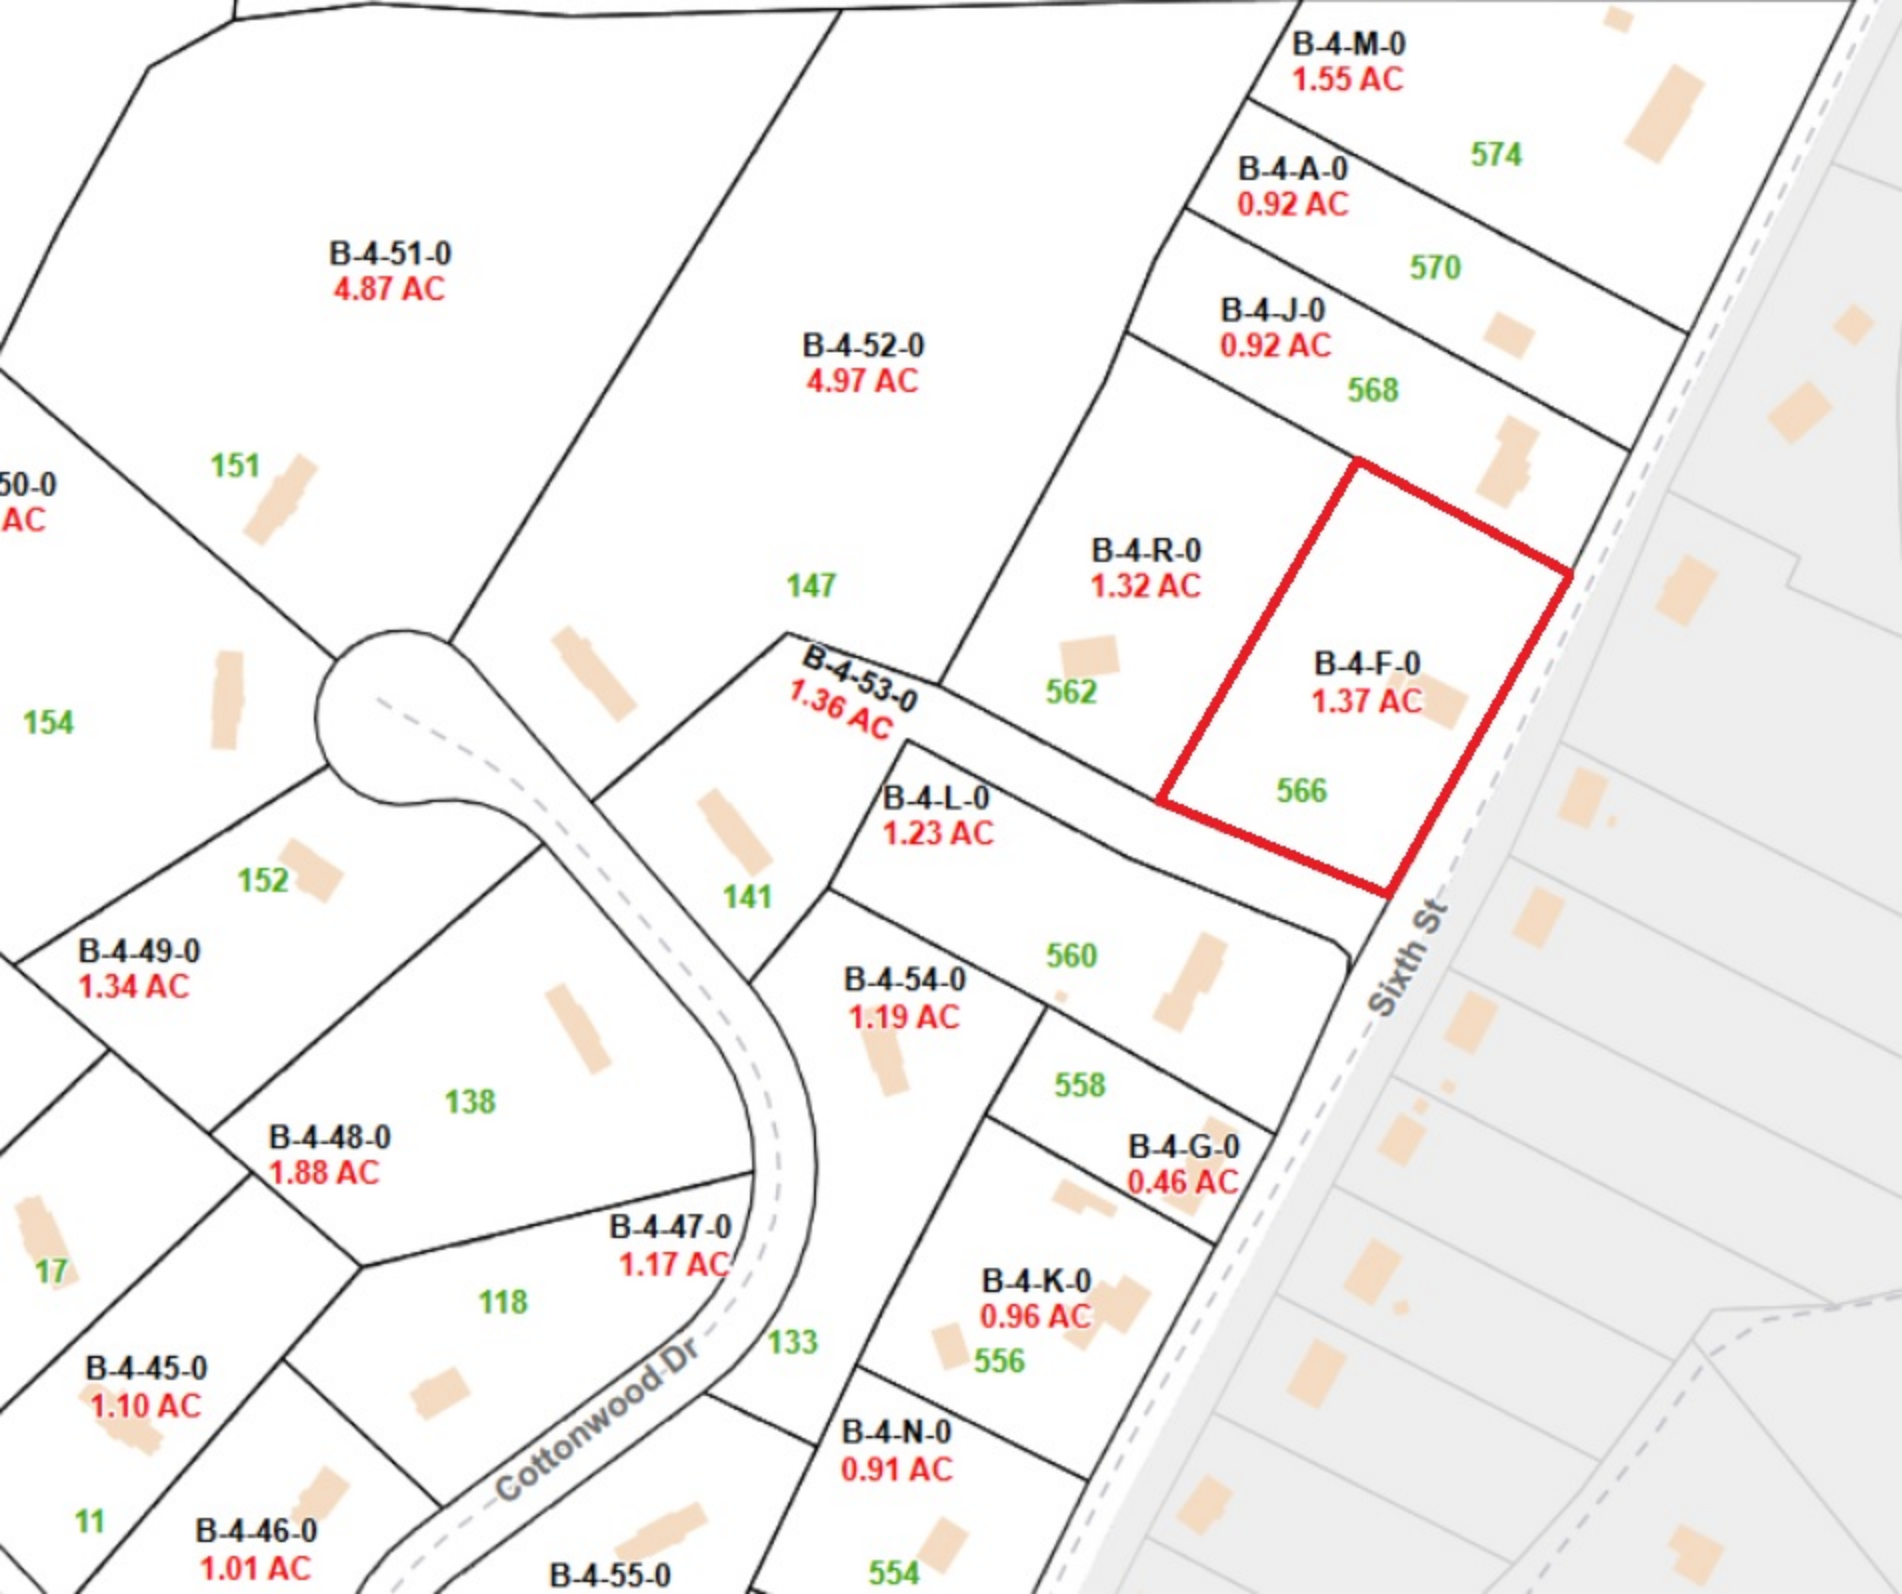 B-4-M-0
1.55 AC
574
B-4-A-0
0.92 AC
570
B-4-51-0
4.87 AC
B-4-J-0
0.92 AC
568
B-4-52-0
4.97 AC
151
50-0
AC
B-4-R-0
1.32 AC
147
B-4-53-0
1.36 AC
562
B-4-F-0
1.37 AC
566
154
B-4-L-0
1.23 AC
152
141
B-4-49-0
1.34 AC
560
Sixth St
B-4-54-0
1.19 AC
558
138
B-4-48-0
1.88 AC
B-4-G-0
0.46 AC
B-4-47-0
1.17 AC
17
118
B-4-K-0
0.96 AC
556
133
Cottonwood Dr
B-4-45-0
1.10 AC
B-4-N-0
0.91 AC
11
B-4-46-0
1.01 AC
B-4-55-0
554